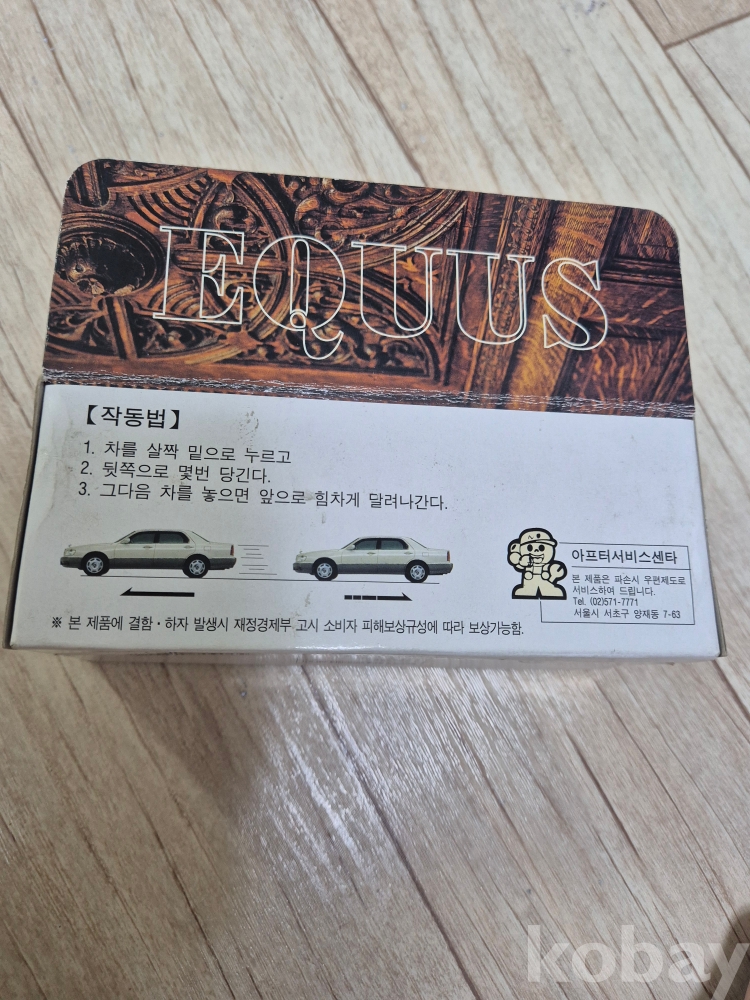 EQUUS
【작동법】
1. 차를 살짝 밑으로 누르고
2. 뒷쪽으로 몇번 당긴다.
3. 그다음 차를 놓으면 앞으로 힘차게 달려나간다.
아프터서비스센타
본 제품은 파손시 우편제도로
서비스하여 드립니다.
Tel. (02)571-7771
서울시 서초구 양재동 7-63
※ 본 제품에 결함·하자 발생시 재정경제부 고시 소비자 피해보상규성에 따라 보상가능함.
kobay